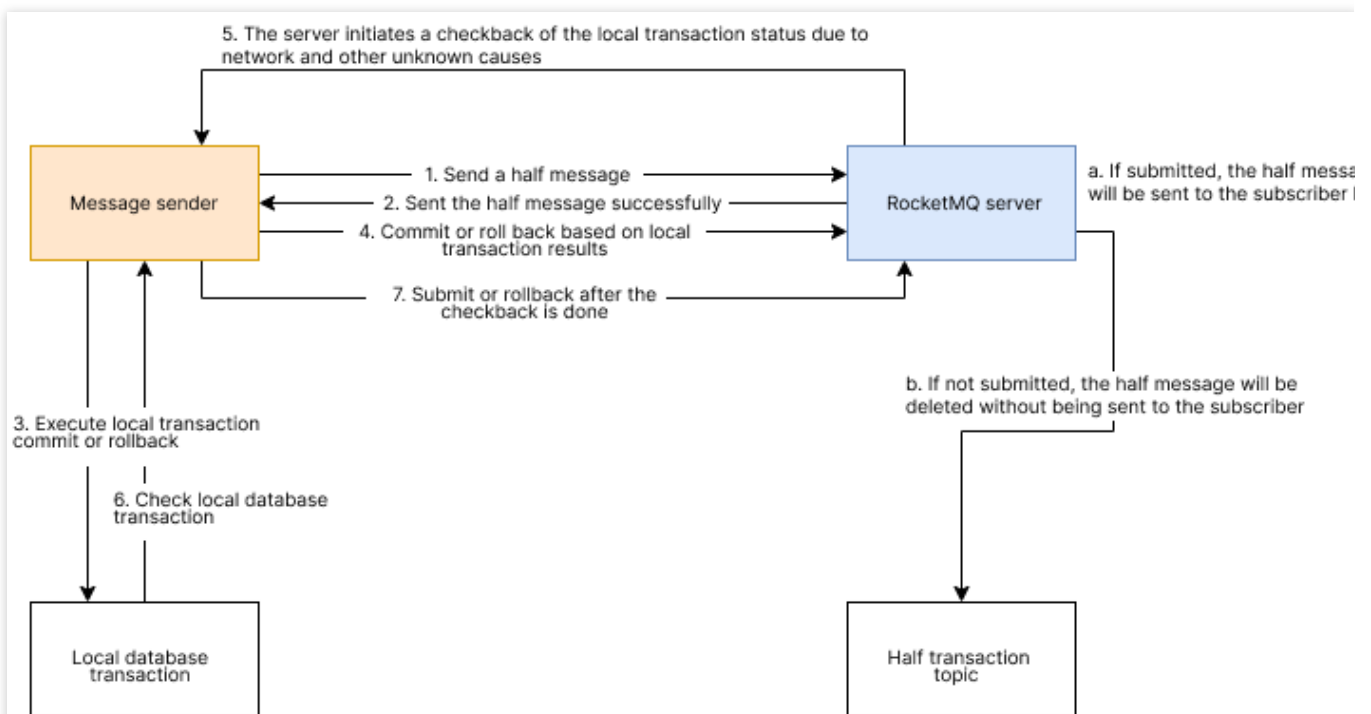 5. The server initiates a checkback of the local transaction status due to
network and other unknown causes
Message sender
1. Send a half message
2. Sent the half message successfully
4. Commit or roll back based on local
transaction results
7. Submit or rollback after the
checkback is done
RocketMQ server
a. If submitted, the half
will be sent to the subscriber
b. If not submitted, the half message will be
deleted without being sent to the subscriber
3. Execute local transaction
commit or rollback
6. Check local database
transaction
Local database
transaction
Half transaction
topic